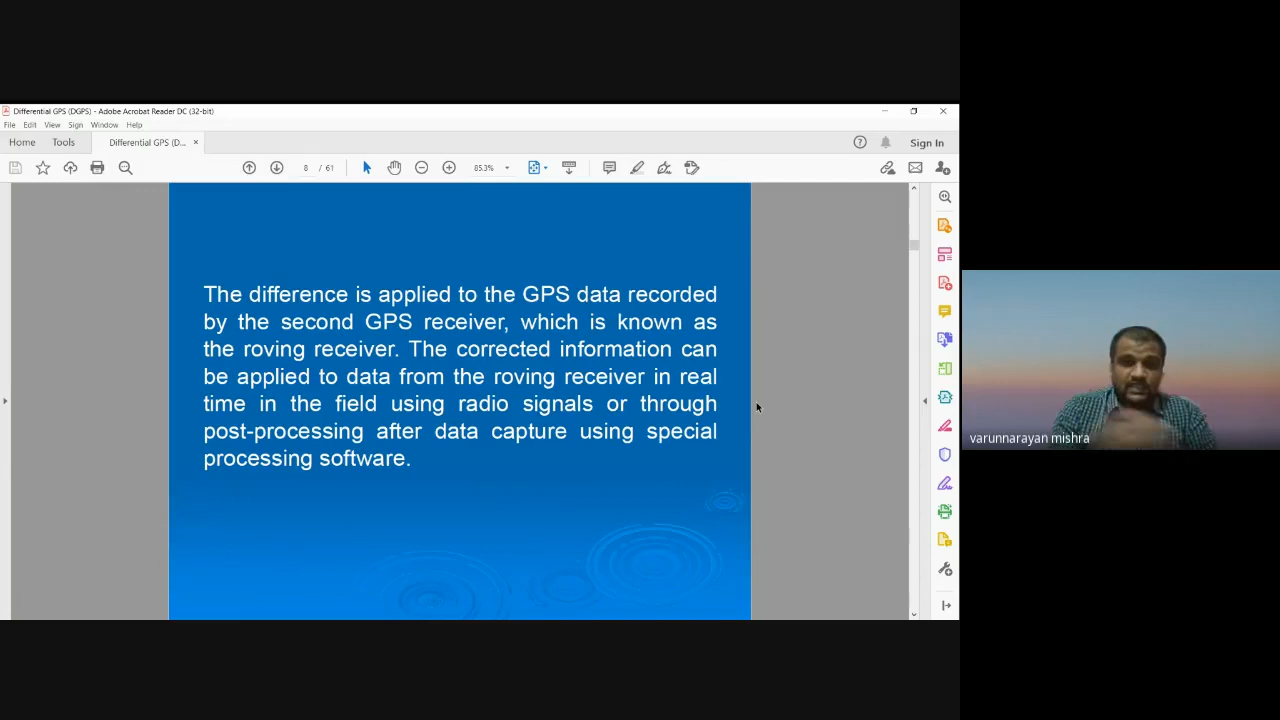 Differential GPS (DGPS) - Adobe Acrobat Reader DC (32-bit)
File Edit View Sign Window Help
Home Tools Differential GPS (D... × Sign In
8 / 61 85.3%
The difference is applied to the GPS data recorded
by the second GPS receiver, which is known as
the roving receiver. The corrected information can
be applied to data from the roving receiver in real
time in the field using radio signals or through
post-processing after data capture using special
processing software.
varunnarayan mishra